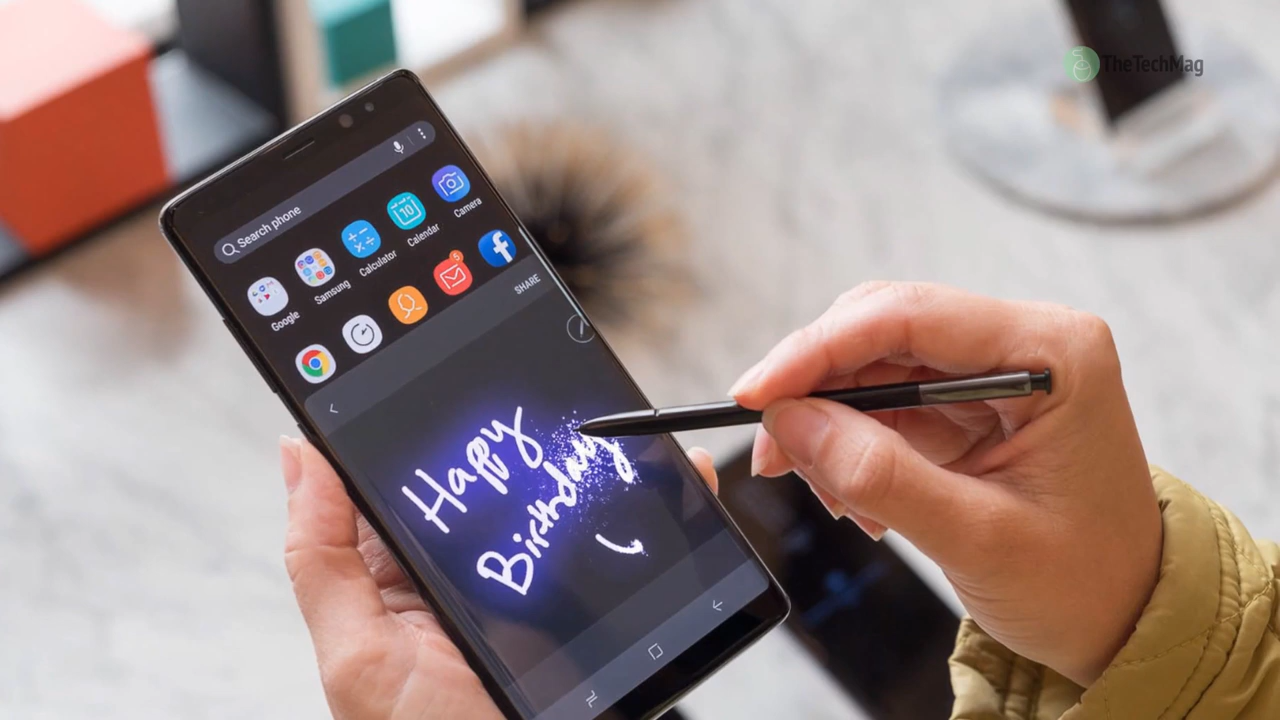 TheTechMag
Search phone
Google
Samsung
Calculator
10
Calendar
Camera
5
SHARE
Happy
Birthday